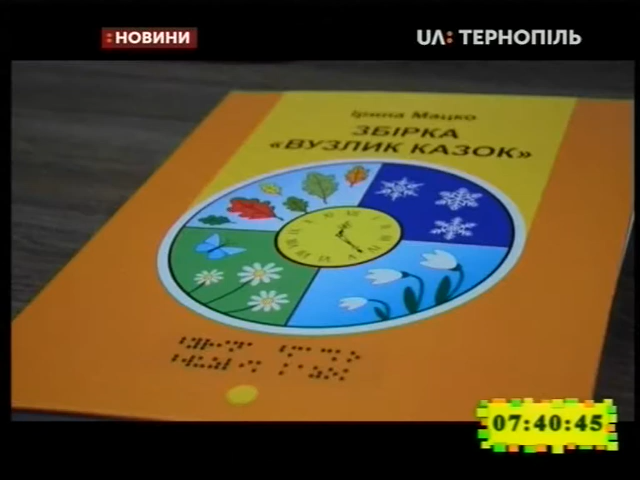 :НОВИНИ
UA: ТЕРНОПІЛЬ
Ірина Мацко
ЗБІРКА
«ВУЗЛИК КАЗОК»
07:40:45